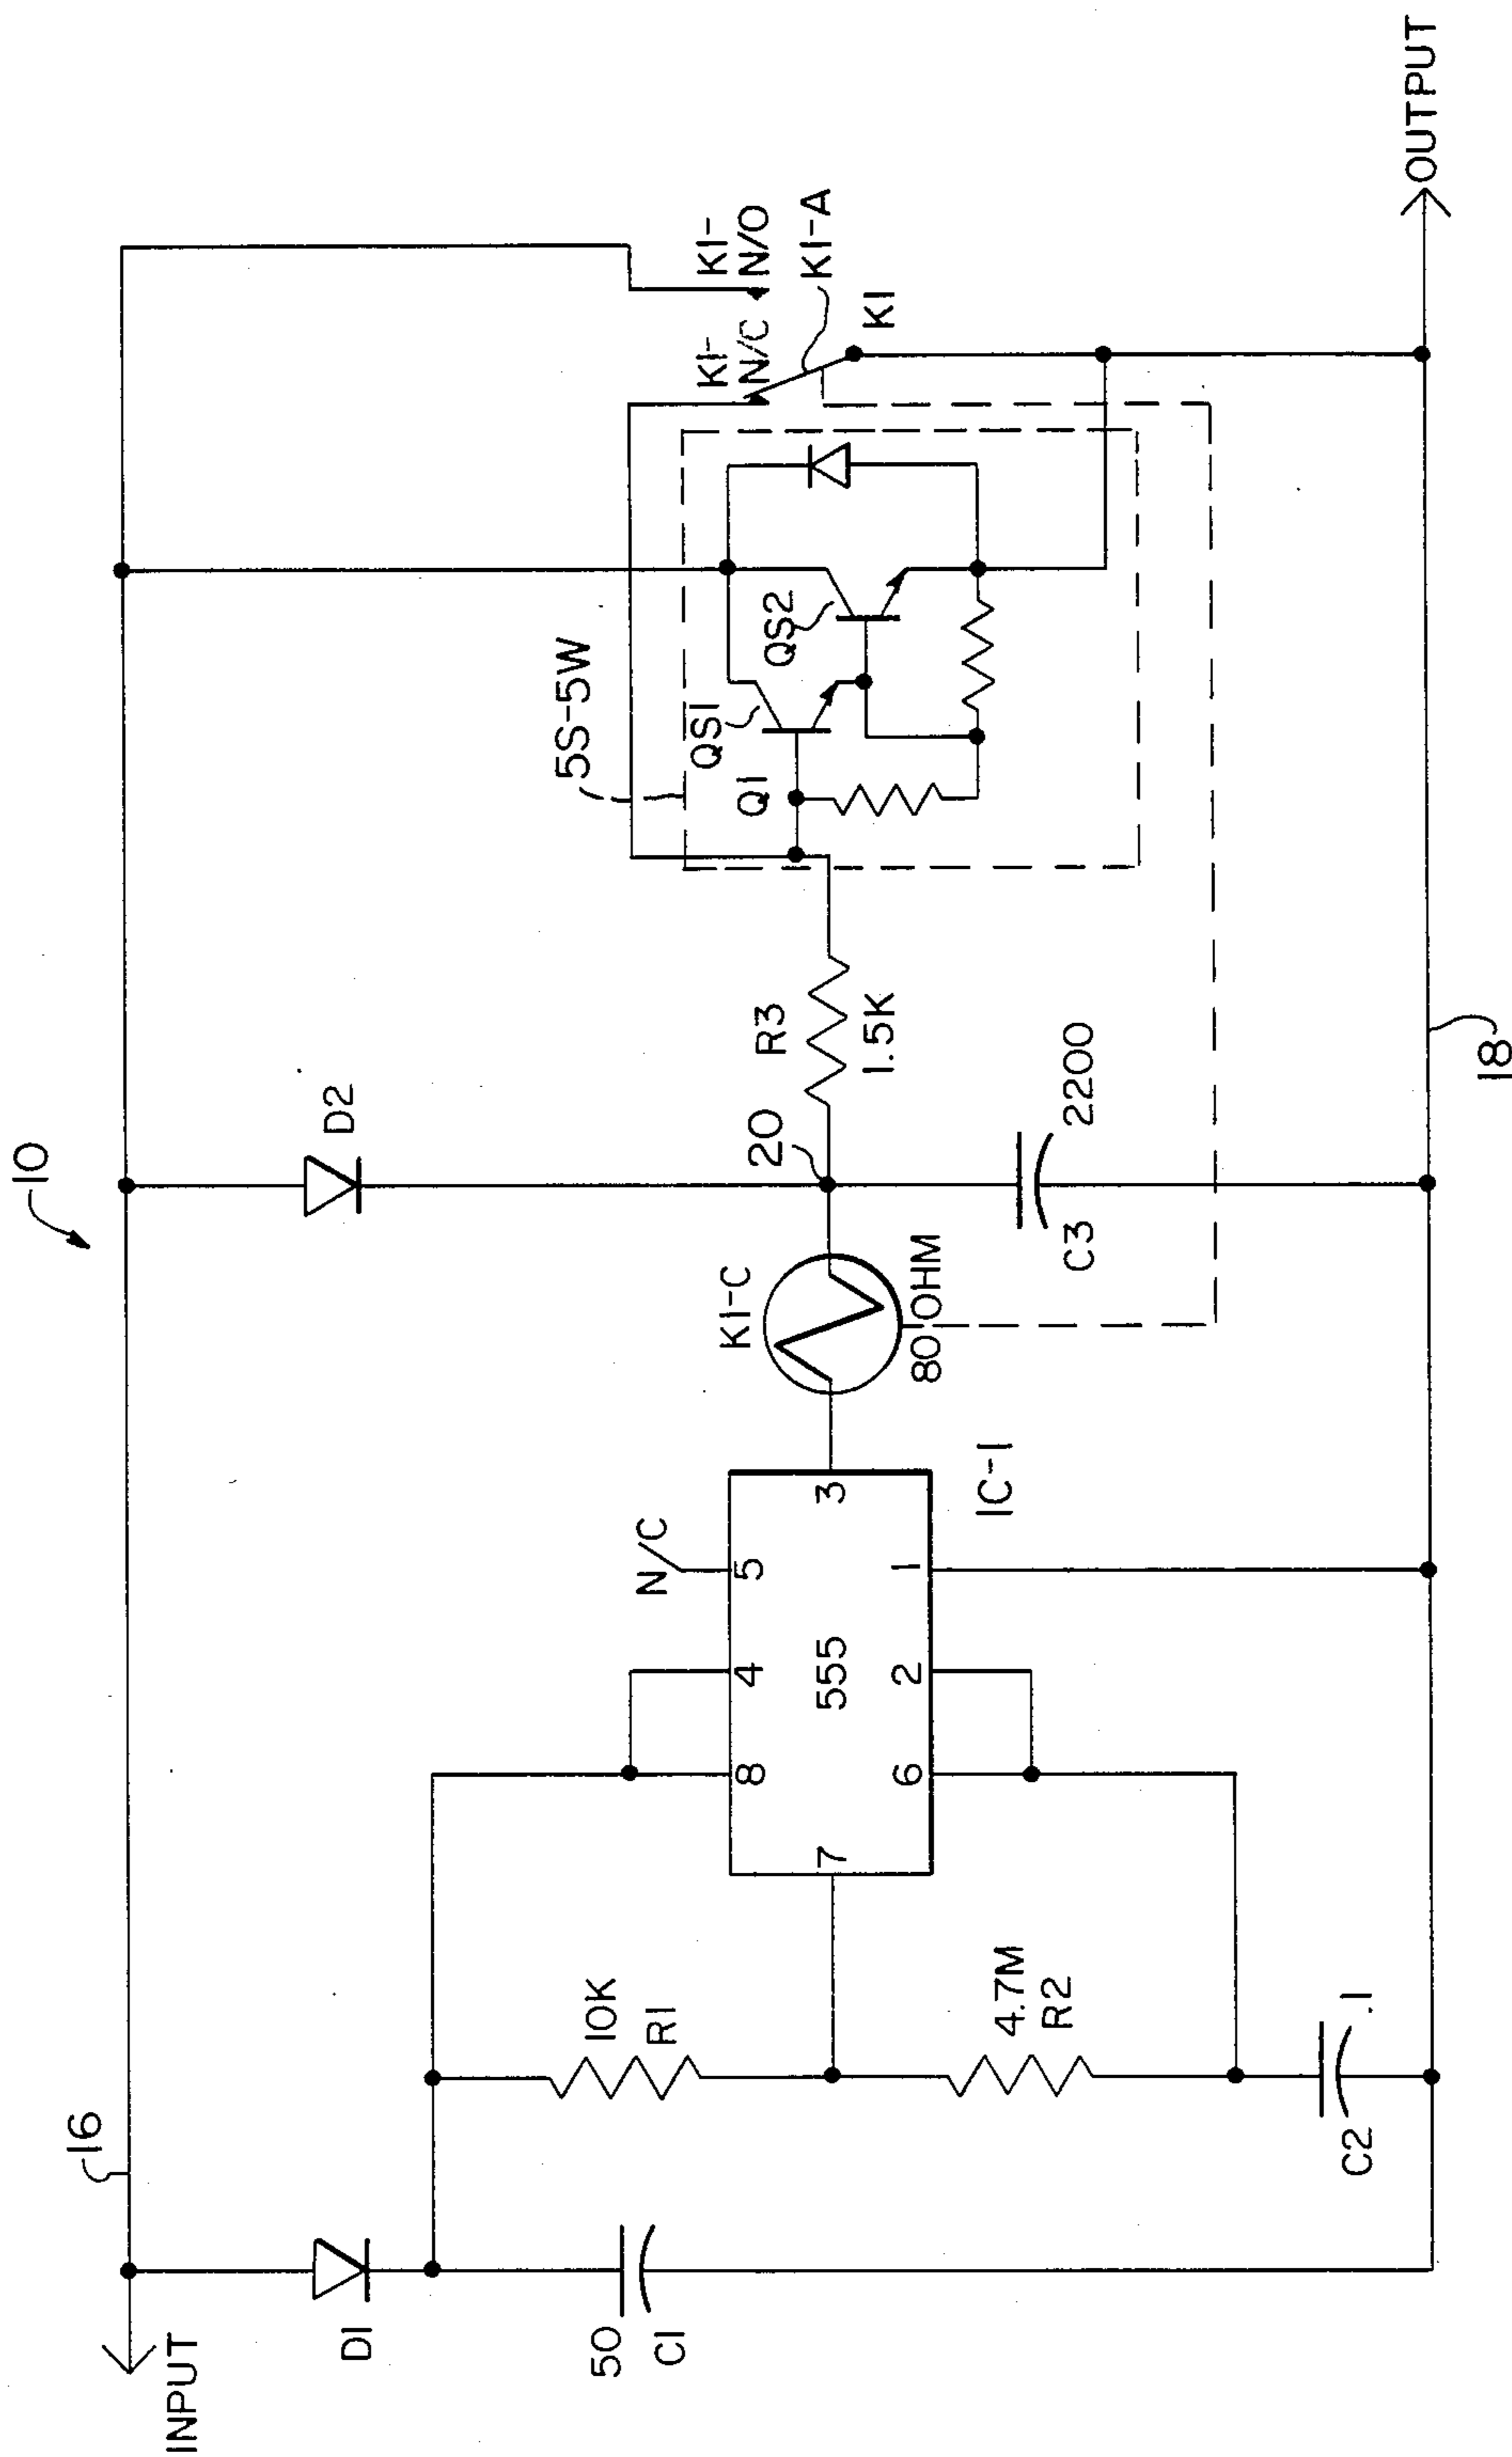 10
16
INPUT
D1
50
C1
10K
R1
4.7M
R2
C2
.1
N/C
7
8
4
5
555
6
2
1
3
IC-1
K1-C
80 OHM
D2
20
R3
1.5K
C3
2200
SS-SW
Q1
QS1
QS2
K1-
N/C
K1-
N/O
K1-A
K1
18
OUTPUT